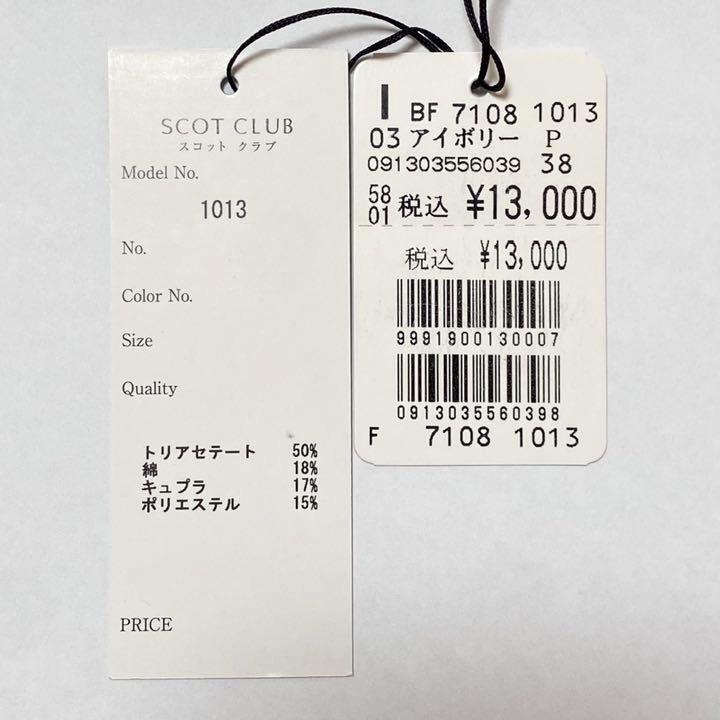 SCOT CLUB
スコット クラブ
Model No.
1013
No.
Color No.
Size
Quality
トリアセテート 50%
綿 18%
キュプラ 17%
ポリエステル 15%
PRICE
I BF 7108 1013
03 アイボリー P
091303556039 38
5801 税込 ¥13,000
税込 ¥13,000
9991900130007
0913035560398
F 7108 1013